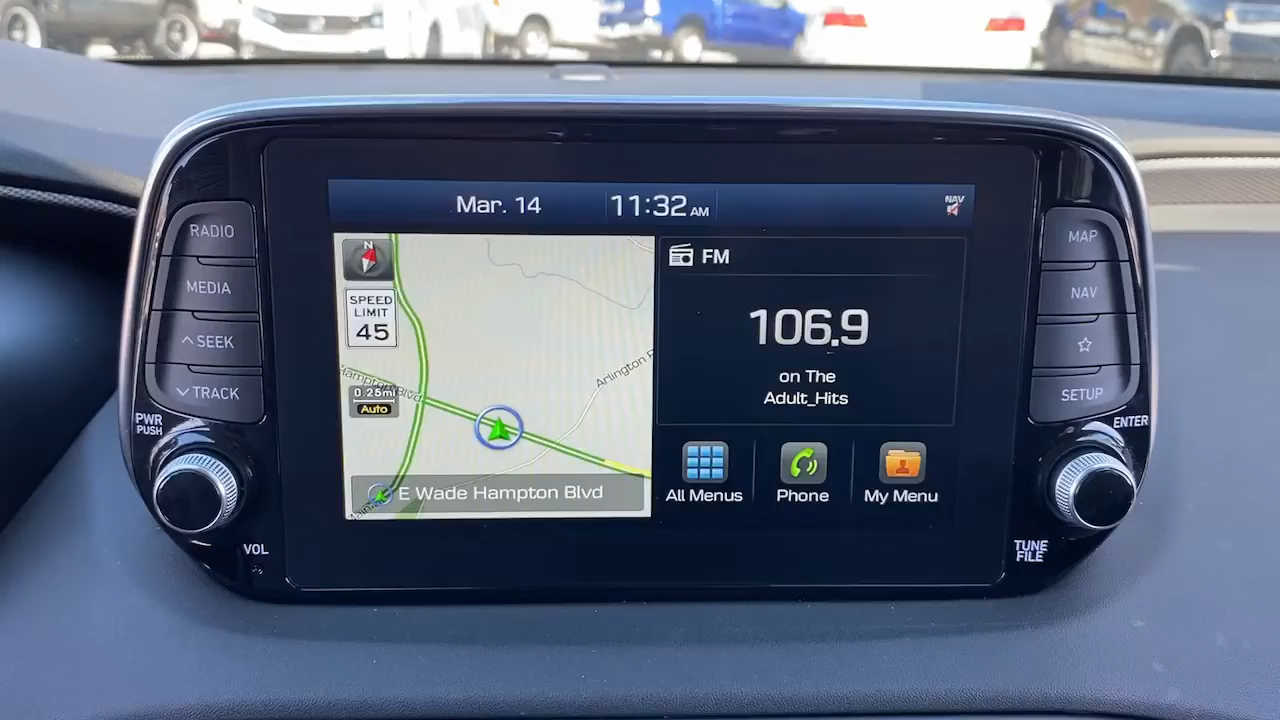 RADIO
MEDIA
SEEK
TRACK
PWR
PUSH
VOL
Mar. 14
11:32 AM
NAV
N
SPEED
LIMIT
45
Hampton Blvd
0.25mi
Auto
Arlington
E Wade Hampton Blvd
FM
106.9
on The
Adult_Hits
All Menus
Phone
My Menu
MAP
NAV
SETUP
ENTER
TUNE
FILE